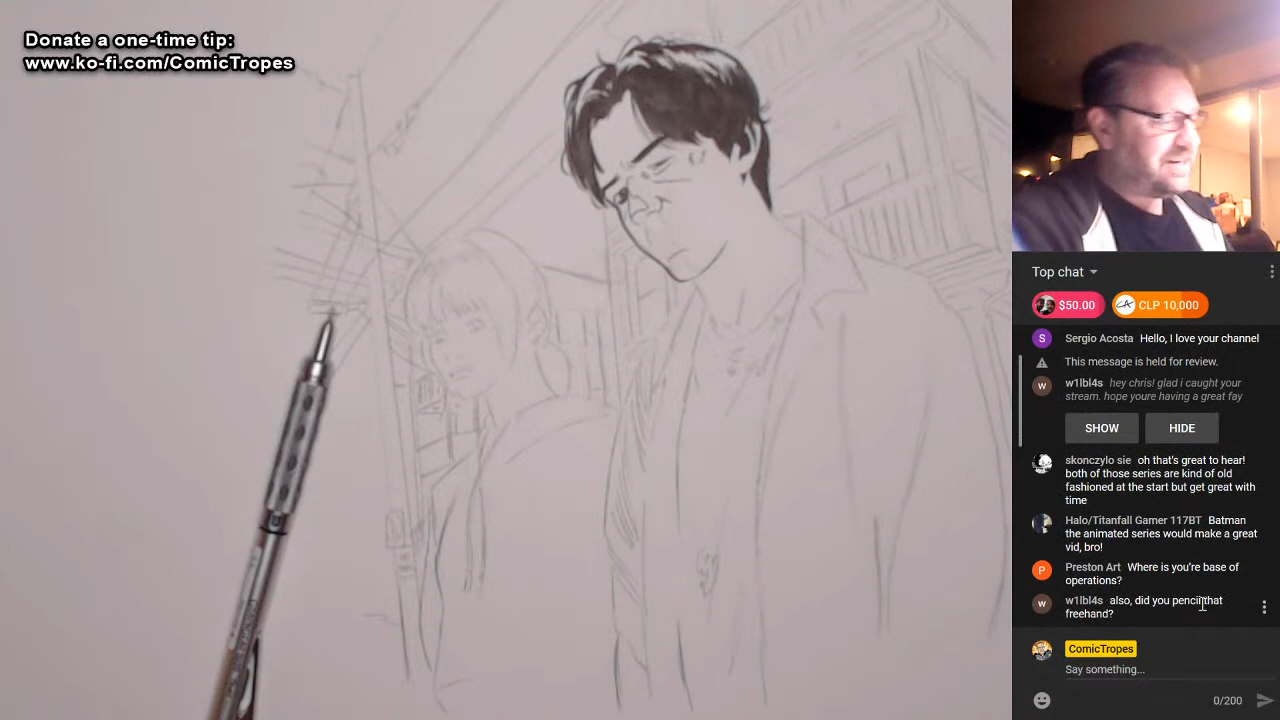 Donate a one-time tip:
www.ko-fi.com/ComicTropes
Top chat
$50.00
CLP 10,000
Sergio Acosta Hello, I love your channel
This message is held for review.
w1lbl4s hey chris! glad i caught your
stream. hope youre having a great fay
SHOW
HIDE
skonczylo sie oh that's great to hear!
both of those series are kind of old
fashioned at the start but get great with
time
Halo/Titanfall Gamer 117BT Batman
the animated series would make a great
vid, bro!
Preston Art Where is you're base of
operations?
w1lbl4s also, did you pencil that
freehand?
ComicTropes
Say something...
0/200